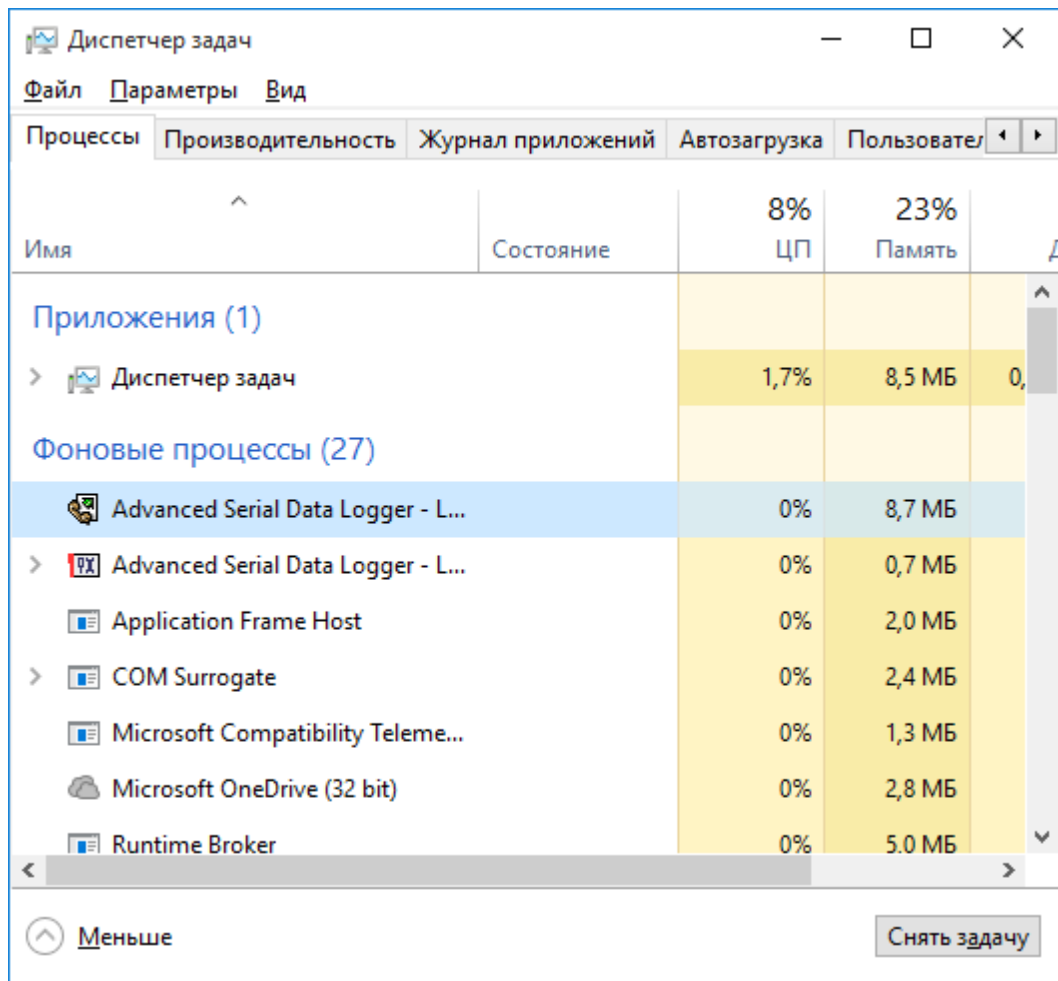 Диспетчер задач
Файл Параметры Вид
Процессы Производительность Журнал приложений Автозагрузка Пользовател
8% 23%
Имя Состояние ЦП Память Д
Приложения (1)
Диспетчер задач 1,7% 8,5 МБ 0,
Фоновые процессы (27)
Advanced Serial Data Logger - L... 0% 8,7 МБ
Advanced Serial Data Logger - L... 0% 0,7 МБ
Application Frame Host 0% 2,0 МБ
COM Surrogate 0% 2,4 МБ
Microsoft Compatibility Teleme... 0% 1,3 МБ
Microsoft OneDrive (32 bit) 0% 2,8 МБ
Runtime Broker 0% 5,0 МБ
Меньше Снять задачу